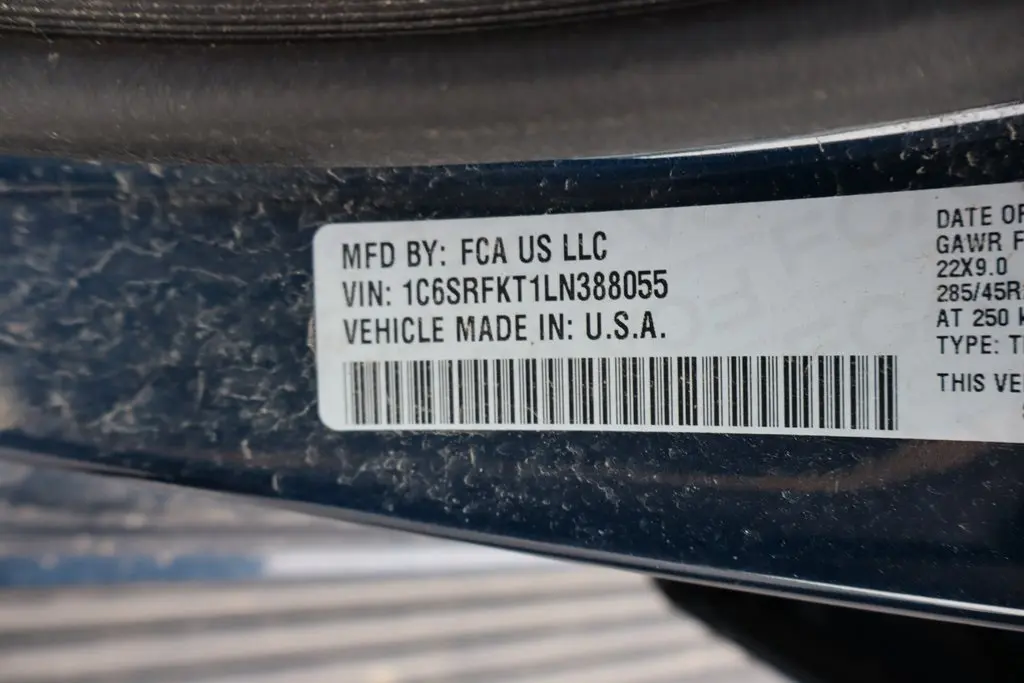 MFD BY: FCA US LLC
VIN: 1C6SRFKT1LN388055
VEHICLE MADE IN: U.S.A.
DATE OF
GAWR F
22X9.0
285/45R
AT 250 k
TYPE: T
THIS VE